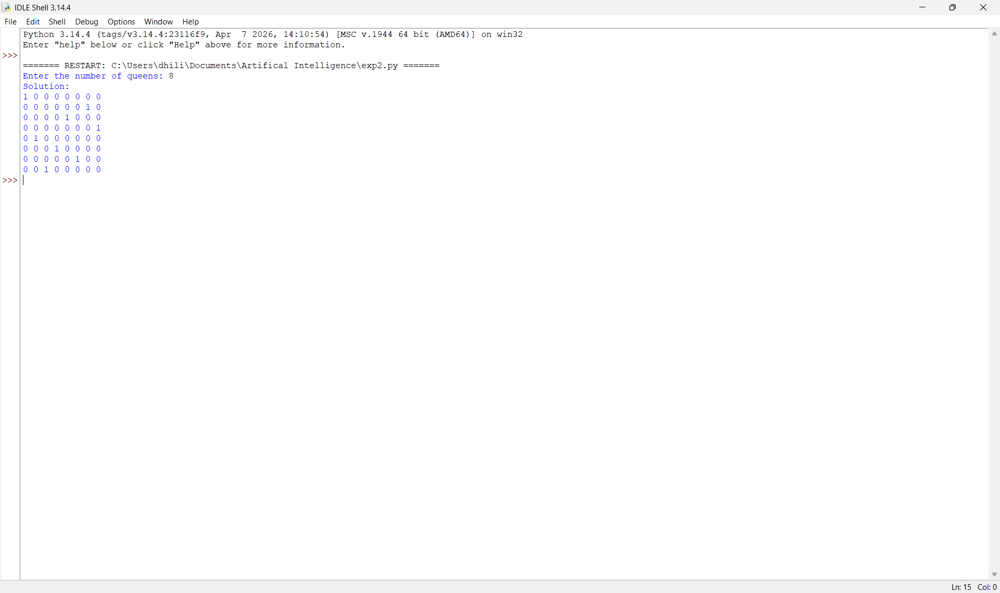 IDLE Shell 3.14.4
File Edit Shell Debug Options Window Help
Python 3.14.4 (tags/v3.14.4:23116f9, Apr  7 2026, 14:10:54) [MSC v.1944 64 bit (AMD64)] on win32
Enter "help" below or click "Help" above for more information.
>>>
======= RESTART: C:\Users\dhili\Documents\Artifical Intelligence\exp2.py =======
Enter the number of queens: 8
Solution:
1 0 0 0 0 0 0 0
0 0 0 0 0 0 1 0
0 0 0 0 1 0 0 0
0 0 0 0 0 0 0 1
0 1 0 0 0 0 0 0
0 0 0 1 0 0 0 0
0 0 0 0 0 1 0 0
0 0 1 0 0 0 0 0
>>>
Ln: 15 Col: 0